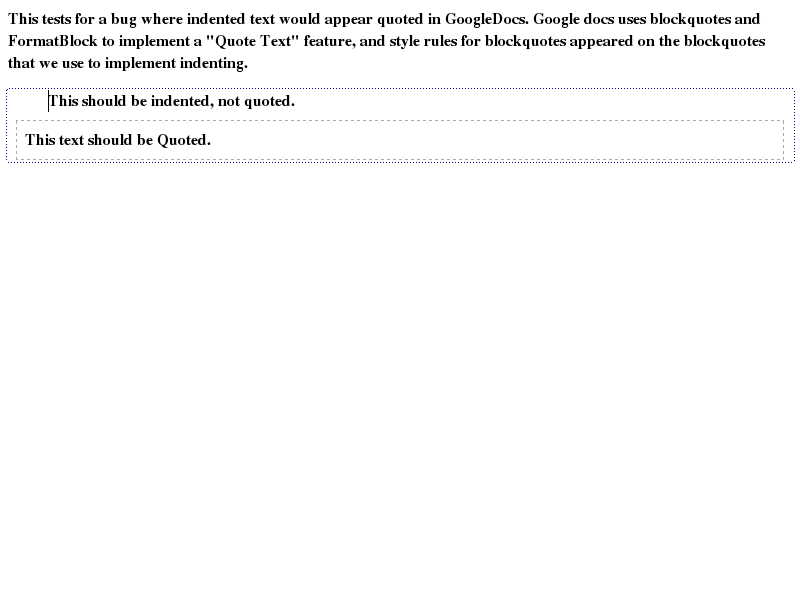 This tests for a bug where indented text would appear quoted in GoogleDocs. Google docs uses blockquotes and
FormatBlock to implement a "Quote Text" feature, and style rules for blockquotes appeared on the blockquotes
that we use to implement indenting.
This should be indented, not quoted.
This text should be Quoted.